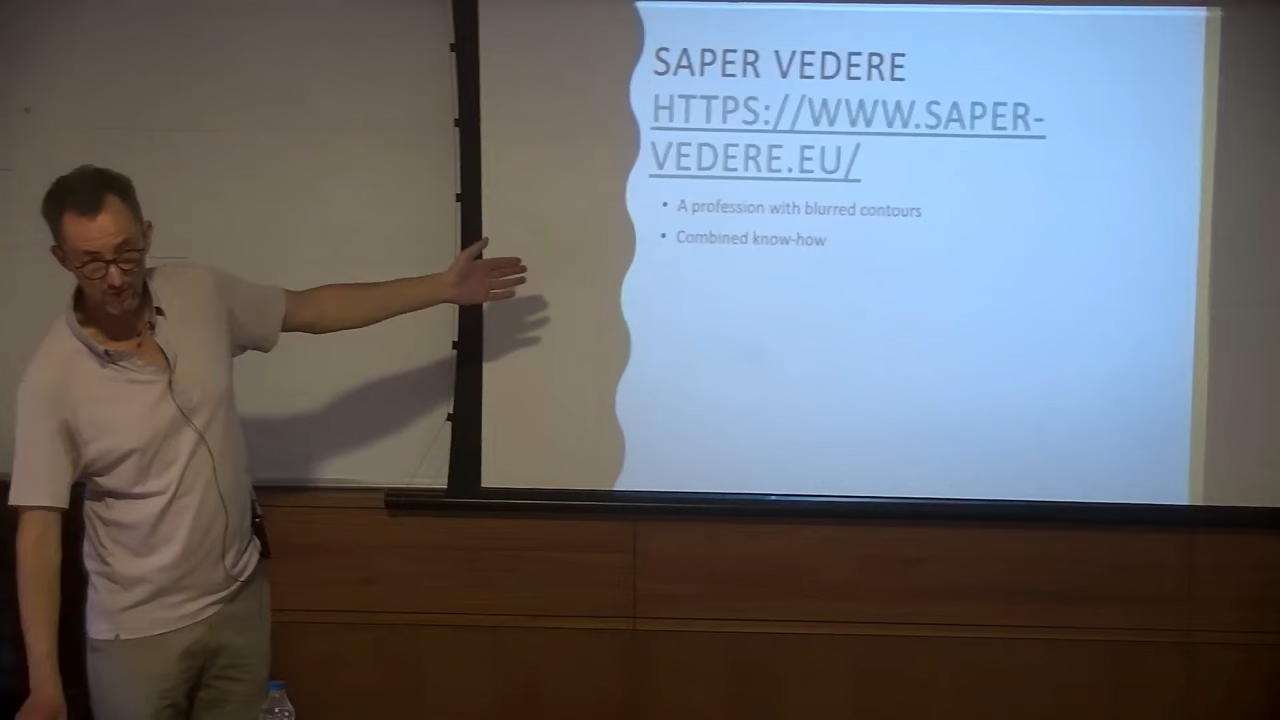 SAPER VEDERE
HTTPS://WWW.SAPER-
VEDERE.EU/
• A profession with blurred contours
• Combined know-how